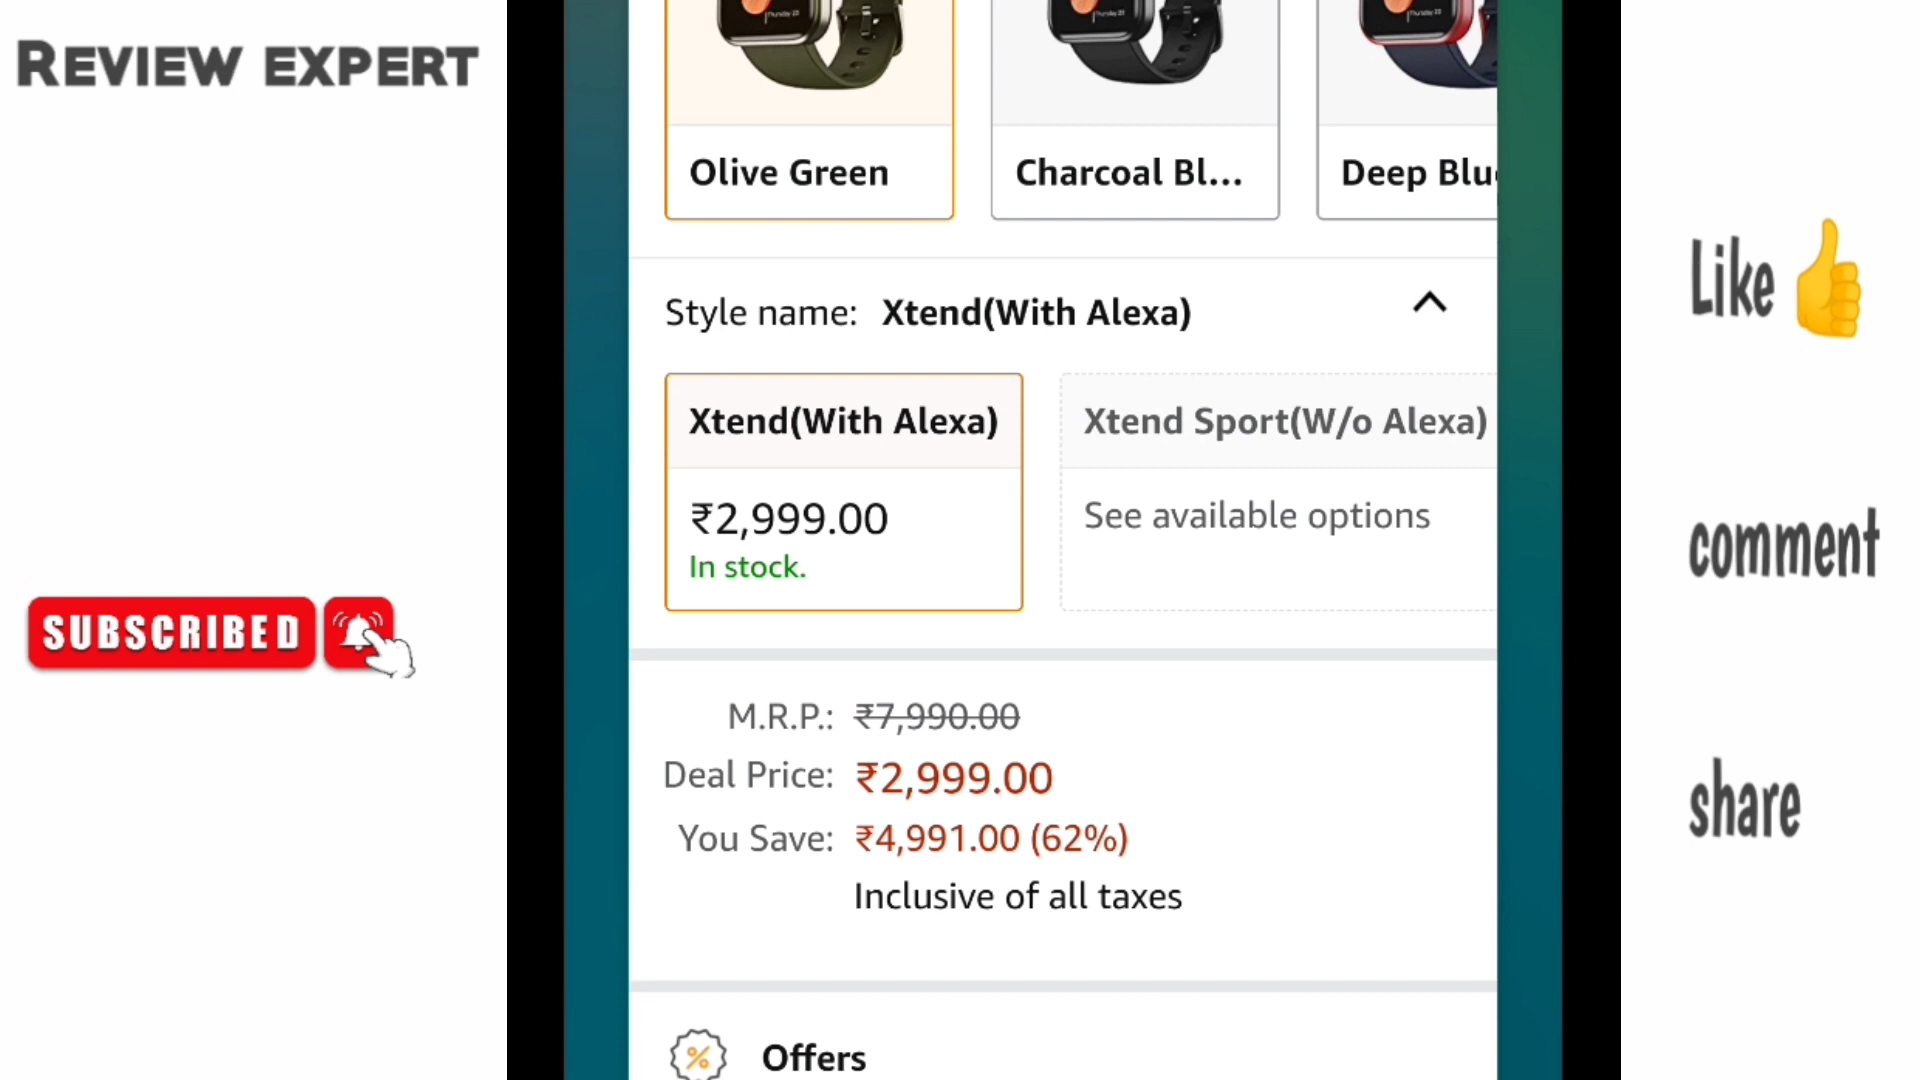 REVIEW EXPERT
Olive Green
Charcoal Bl...
Deep Blu
Style name: Xtend(With Alexa)
Xtend(With Alexa)
Xtend Sport(W/o Alexa)
₹2,999.00
See available options
In stock.
M.R.P.: ₹7,990.00
Deal Price: ₹2,999.00
You Save: ₹4,991.00 (62%)
Inclusive of all taxes
Offers
SUBSCRIBED
Like
comment
share